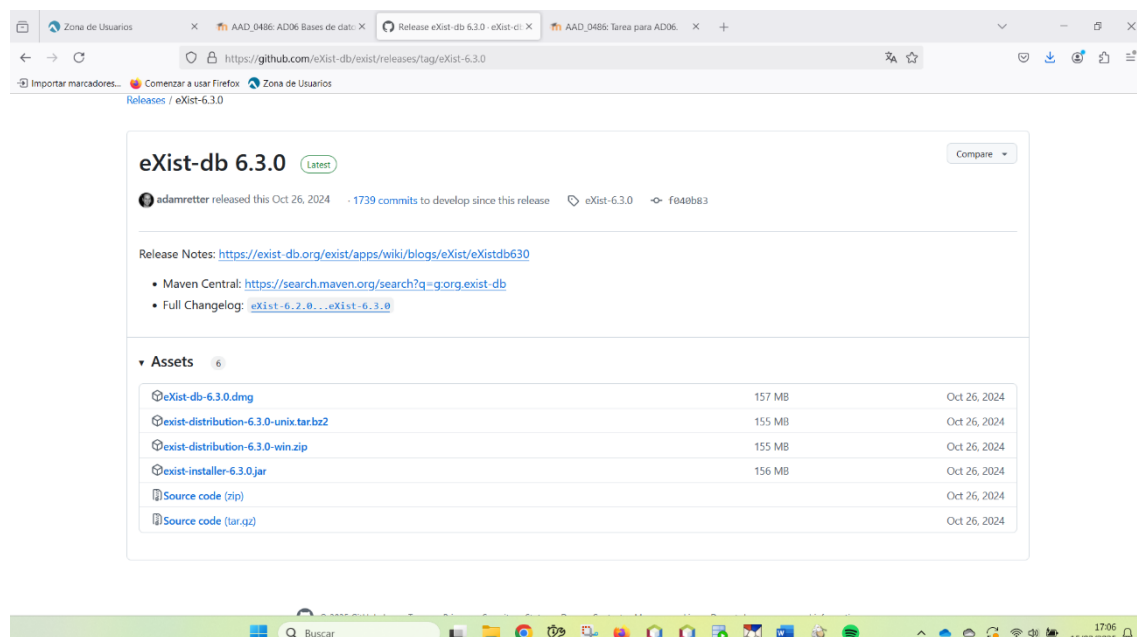 Zona de Usuarios
AAD_0486: AD06 Bases de dato
Release eXist-db 6.3.0 · eXist-d
AAD_0486: Tarea para AD06.
https://github.com/eXist-db/exist/releases/tag/eXist-6.3.0
Importar marcadores...
Comenzar a usar Firefox
Zona de Usuarios
Releases / eXist-6.3.0
eXist-db 6.3.0
Latest
Compare
adamretter released this Oct 26, 2024
· 1739 commits to develop since this release
eXist-6.3.0
f040b83
Release Notes: https://exist-db.org/exist/apps/wiki/blogs/eXist/eXistdb630
• Maven Central: https://search.maven.org/search?q=g:org.exist-db
• Full Changelog: eXist-6.2.0...eXist-6.3.0
Assets 6
eXist-db-6.3.0.dmg 157 MB Oct 26, 2024
exist-distribution-6.3.0-unix.tar.bz2 155 MB Oct 26, 2024
exist-distribution-6.3.0-win.zip 155 MB Oct 26, 2024
exist-installer-6.3.0.jar 156 MB Oct 26, 2024
Source code (zip) Oct 26, 2024
Source code (tar.gz) Oct 26, 2024
Buscar
17:06